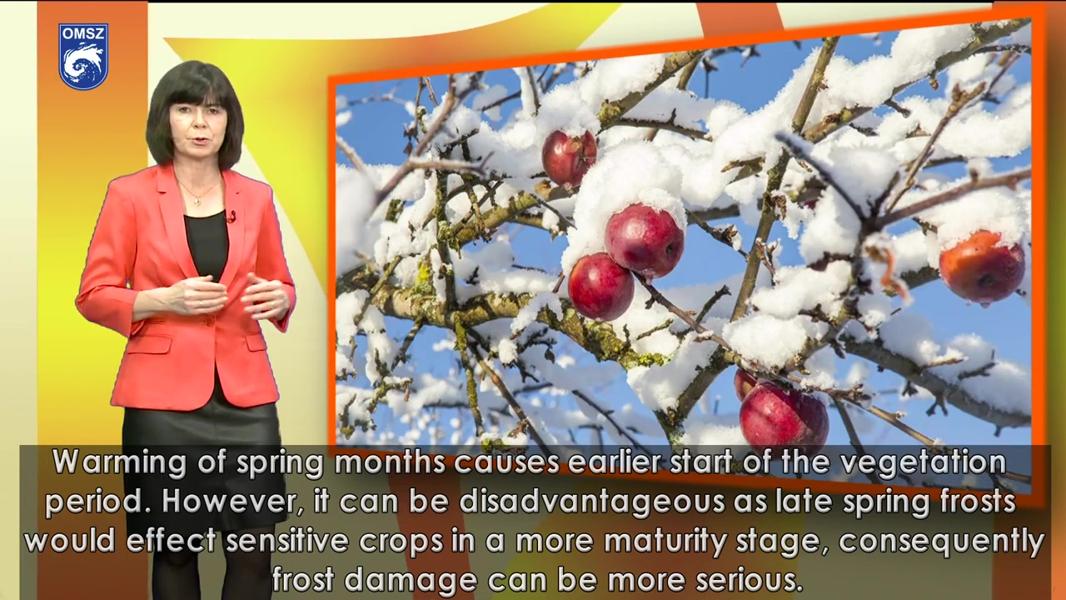 OMSZ
Warming of spring months causes earlier start of the vegetation
period. However, it can be disadvantageous as late spring frosts
would effect sensitive crops in a more maturity stage, consequently
frost damage can be more serious.